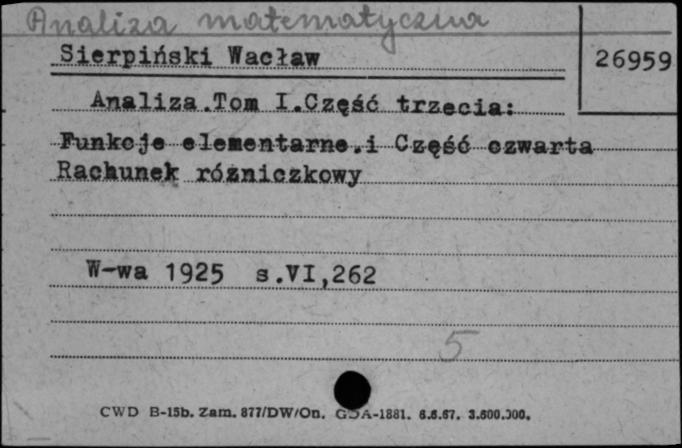 Analiza matematyczna
Sierpiński Wacław
26959
Analiza.Tom I.Część trzecia:
Funkcje elementarne.i Część czwarta
Rachunek różniczkowy
W-wa 1925 s.VI,262
5
CWD B-15b. Zam. 877/DW/On. GDA-1881. 6.6.67. 3.600.000.